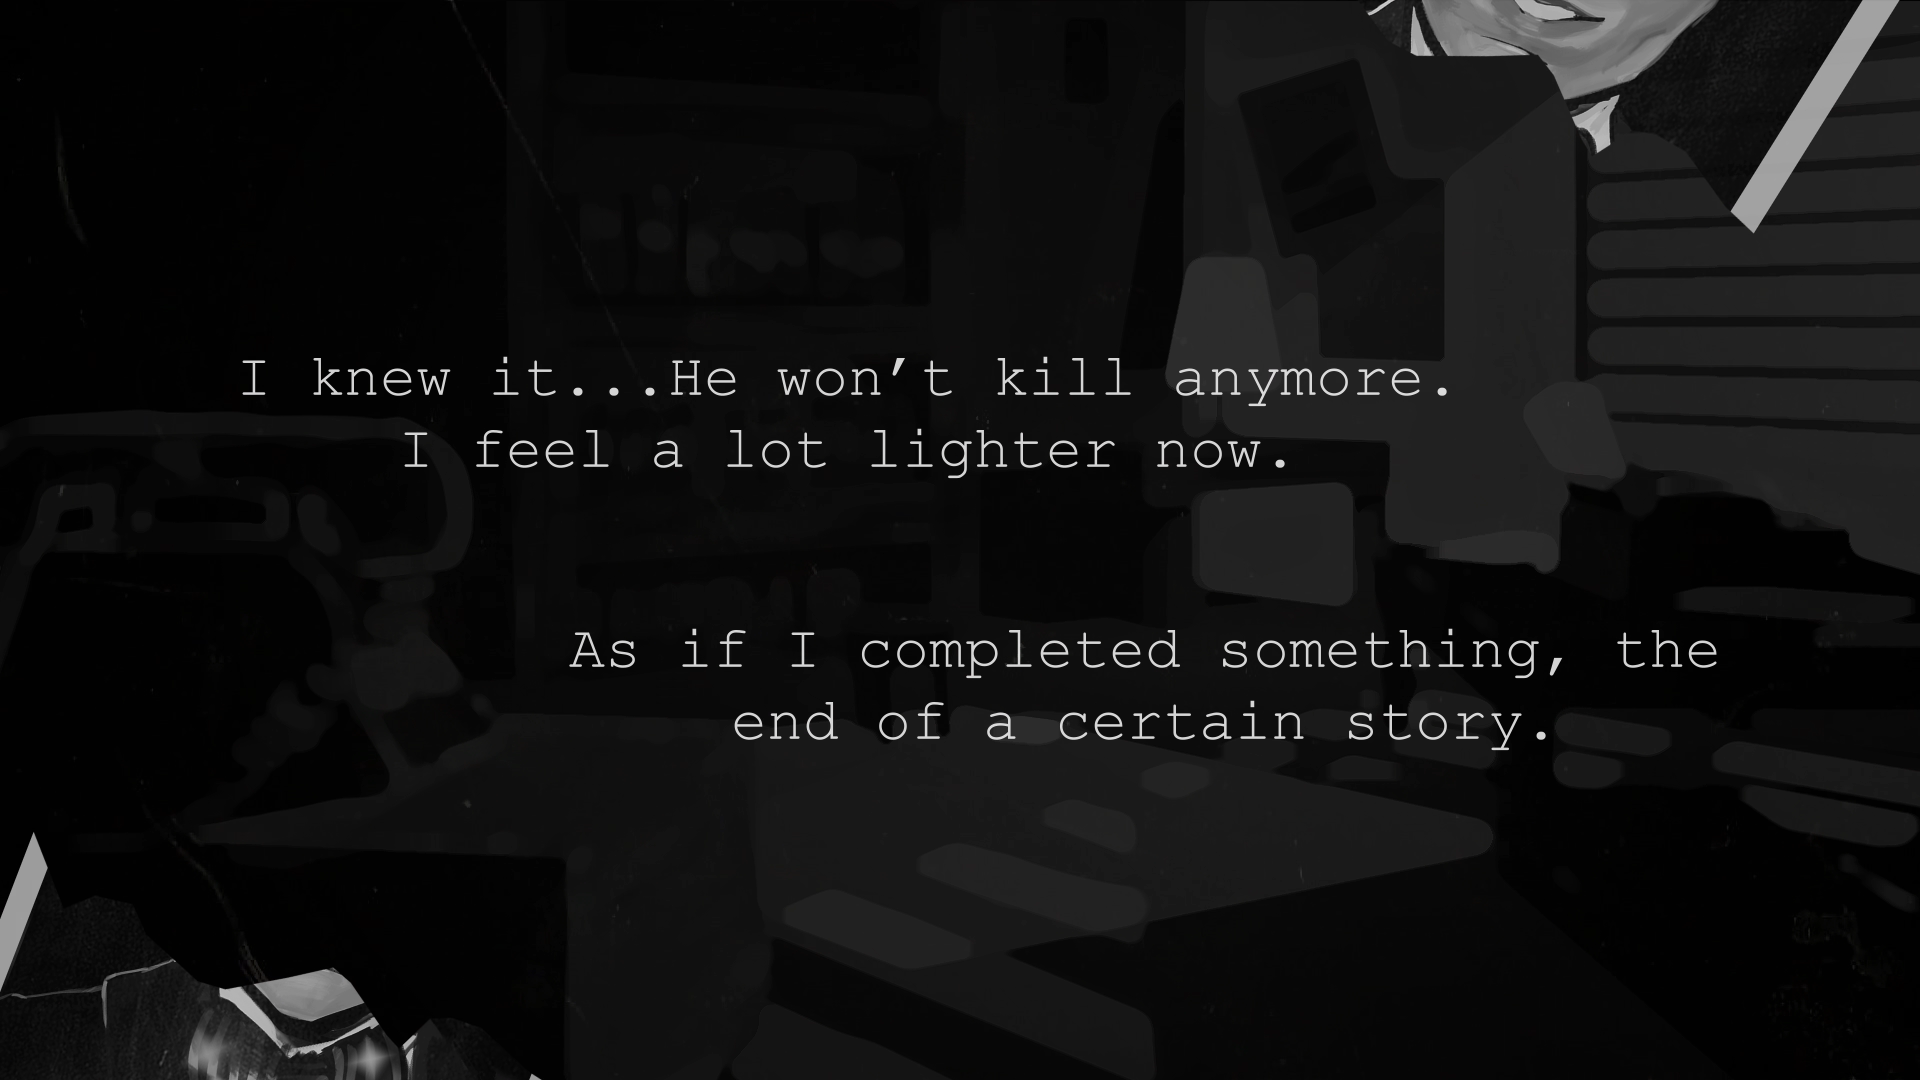 I knew it...He won’t kill anymore.
I feel a lot lighter now.
As if I completed something, the
end of a certain story.